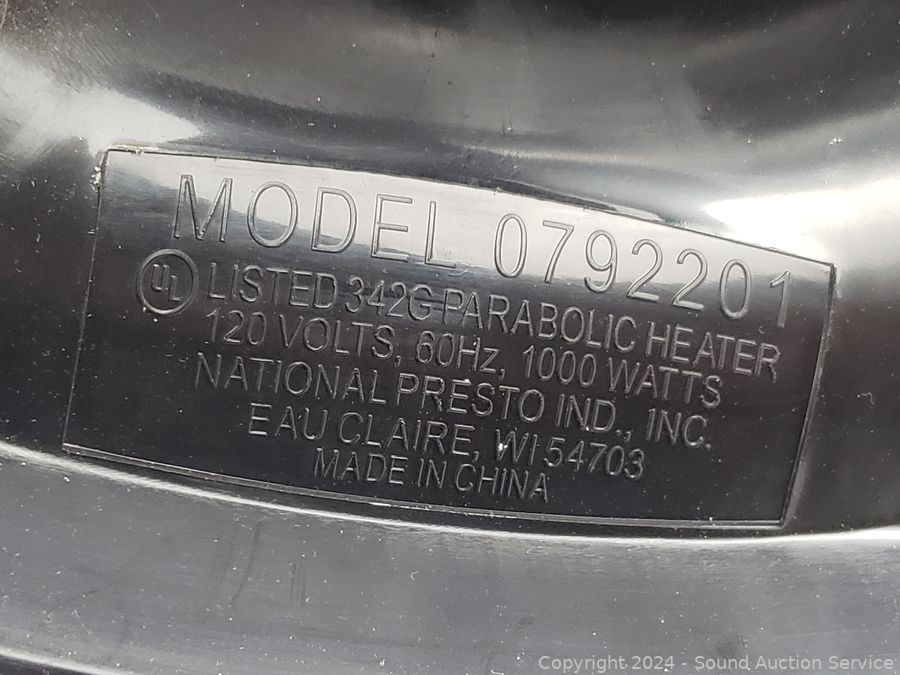 MODEL 0792201
UL LISTED 342G PARABOLIC HEATER
120 VOLTS, 60Hz, 1000 WATTS
NATIONAL PRESTO IND., INC.
EAU CLAIRE, WI 54703
MADE IN CHINA
Copyright © 2024 - Sound Auction Service